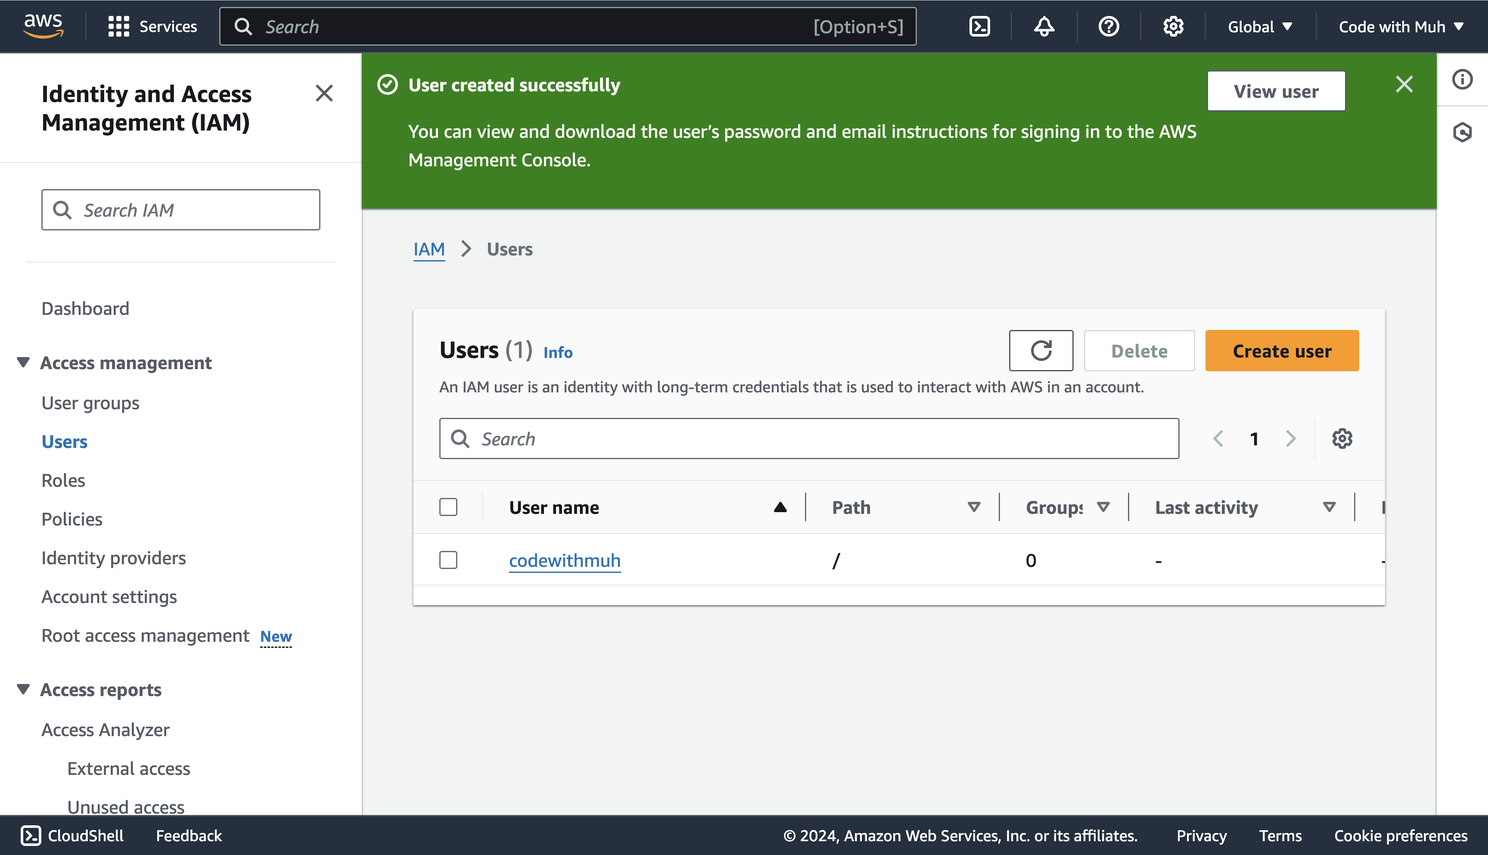 aws
Services
Search
[Option+S]
Global
Code with Muh
Identity and Access
Management (IAM)
Search IAM
Dashboard
Access management
User groups
Users
Roles
Policies
Identity providers
Account settings
Root access management New
Access reports
Access Analyzer
External access
Unused access
User created successfully
View user
You can view and download the user’s password and email instructions for signing in to the AWS
Management Console.
IAM
Users
Users (1) Info
Delete
Create user
An IAM user is an identity with long-term credentials that is used to interact with AWS in an account.
Search
1
User name
Path
Groups
Last activity
codewithmuh
/
0
-
-
CloudShell
Feedback
© 2024, Amazon Web Services, Inc. or its affiliates.
Privacy
Terms
Cookie preferences